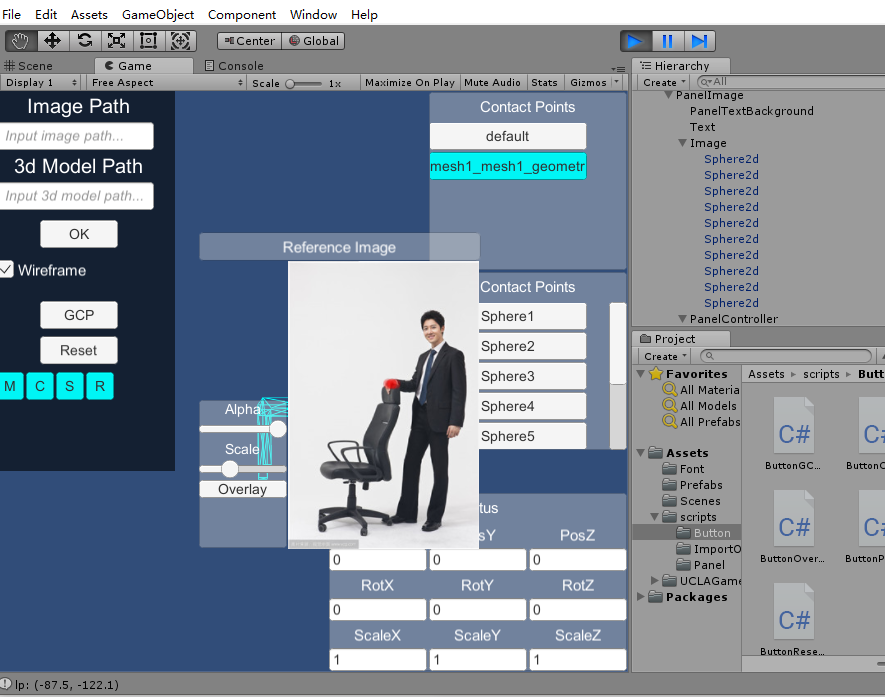 File Edit Assets GameObject Component Window Help
Center Global
Scene Game Console
Display 1 Free Aspect Scale 1x Maximize On Play Mute Audio Stats Gizmos
Image Path
Input image path...
3d Model Path
Input 3d model path...
OK
Wireframe
GCP
Reset
M C S R
Contact Points
default
mesh1_mesh1_geometr
Reference Image
Contact Points
Sphere1
Sphere2
Sphere3
Sphere4
Sphere5
Alpha
Scale
Overlay
tus
sY PosZ
0 0 0
RotX RotY RotZ
0 0 0
ScaleX ScaleY ScaleZ
1 1 1
Hierarchy
Create All
PanelImage
PanelTextBackground
Text
Image
Sphere2d
Sphere2d
Sphere2d
Sphere2d
Sphere2d
Sphere2d
Sphere2d
Sphere2d
Sphere2d
Sphere2d
PanelController
Project
Create
Favorites
All Materia
All Models
All Prefabs
Assets
Font
Prefabs
Scenes
scripts
Button
ImportO
Panel
UCLAGame
Packages
Assets scripts Butt
C# C#
ButtonGC... ButtonC
C# C#
ButtonOver... ButtonP
C#
ButtonRese...
lp: (-87.5, -122.1)